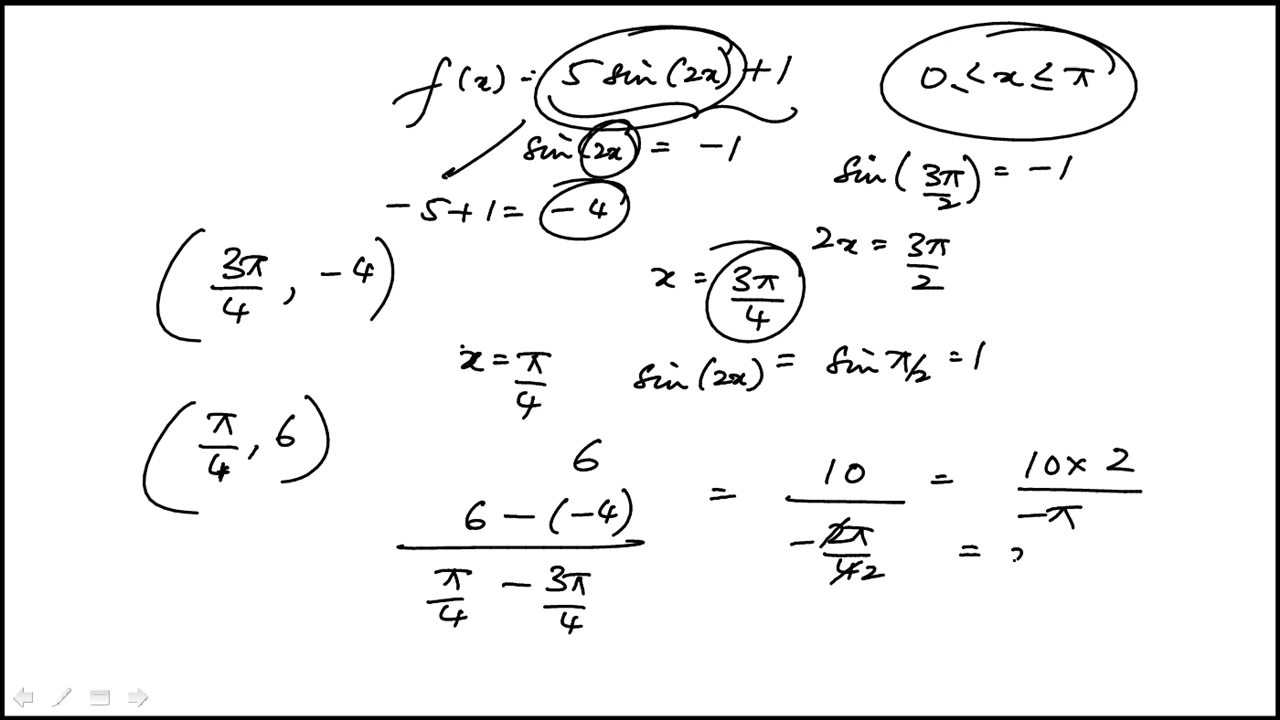 f(x) = 5 sin(2x) + 1
0 ≤ x ≤ π
sin(2x) = -1
sin(3π/2) = -1
-5+1 = -4
2x = 3π/2
(3π/4, -4)
x = 3π/4
x = π/4
sin(2x) = sin π/2 = 1
(π/4, 6)
6
6 - (-4) / π/4 - 3π/4 = 10 / -2π/42 = 10 x 2 / -π
=